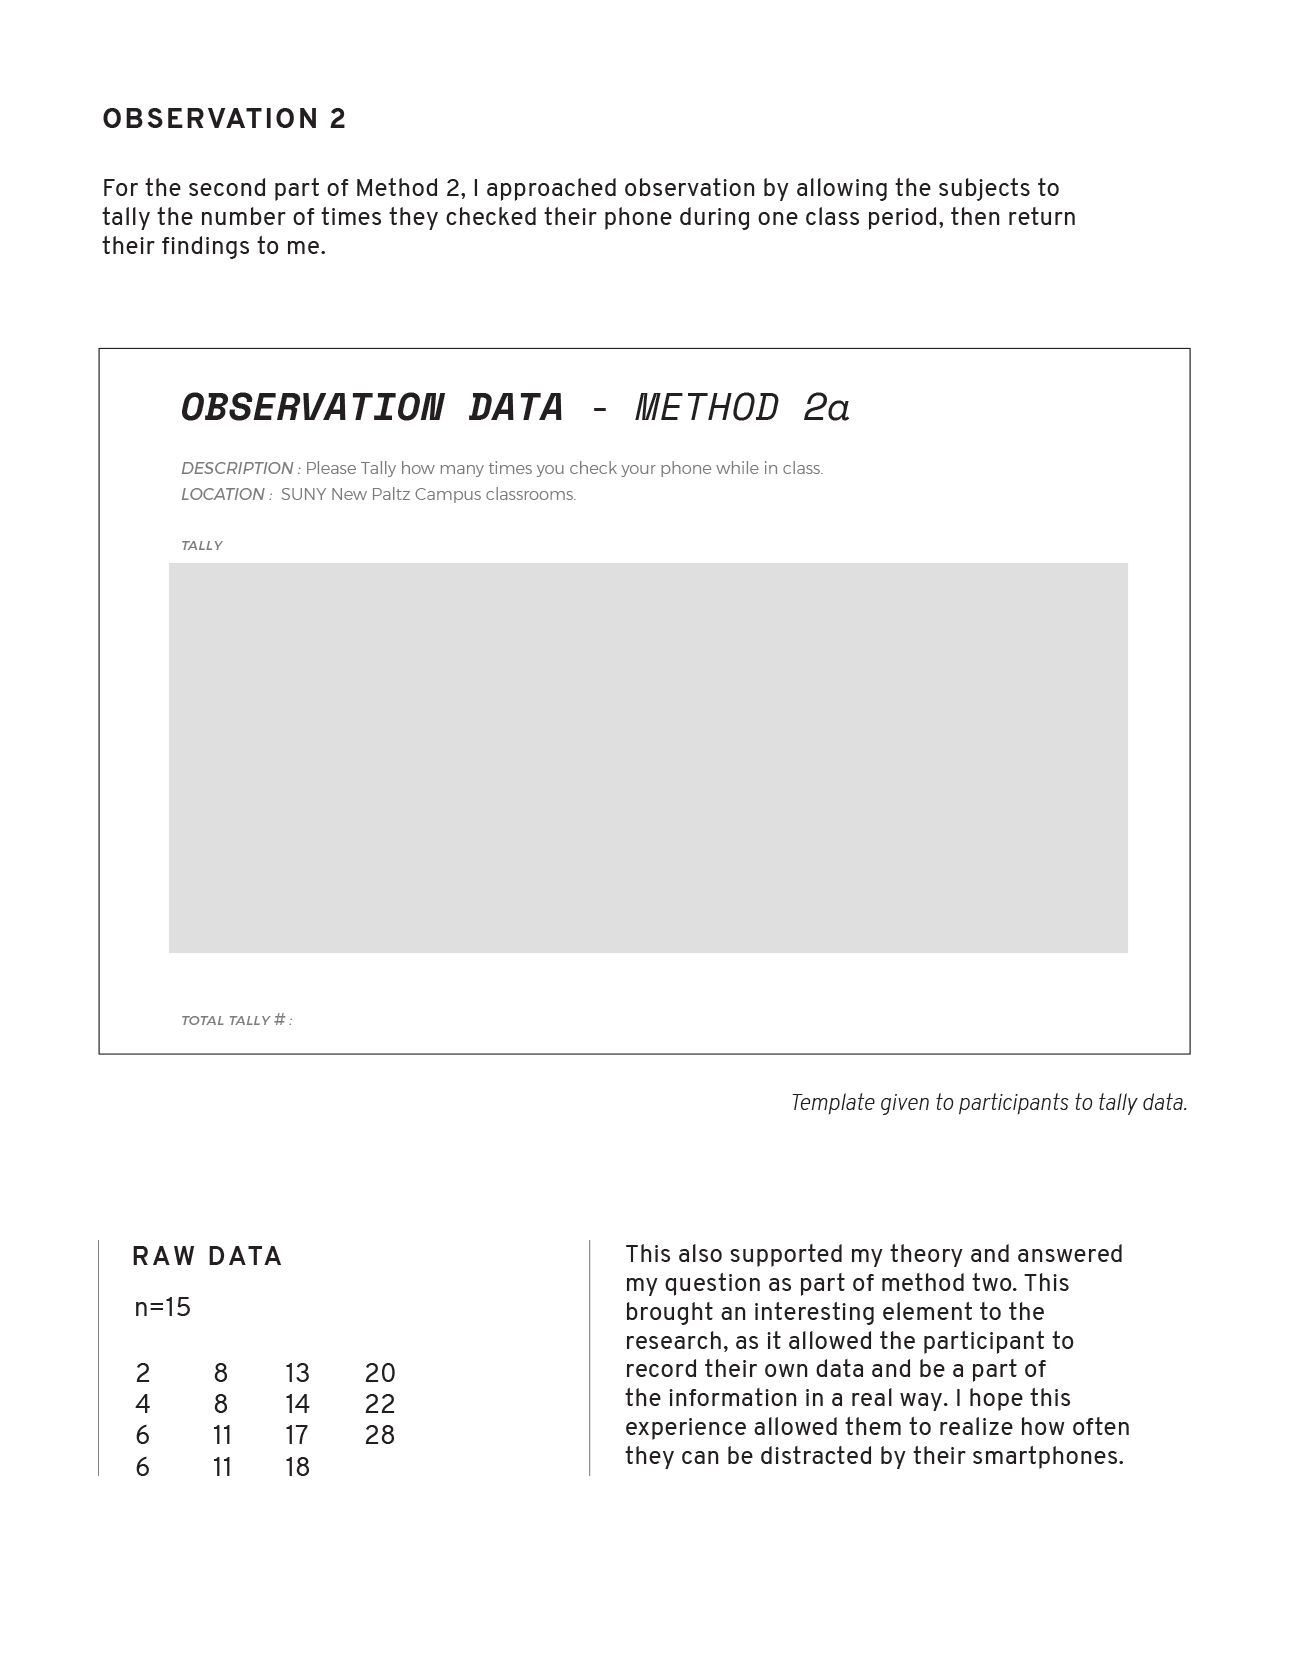 OBSERVATION 2
For the second part of Method 2, I approached observation by allowing the subjects to
tally the number of times they checked their phone during one class period, then return
their findings to me.
OBSERVATION DATA - METHOD 2a
DESCRIPTION : Please Tally how many times you check your phone while in class.
LOCATION : SUNY New Paltz Campus classrooms.
TALLY
TOTAL TALLY # :
Template given to participants to tally data.
RAW DATA
n=15
2 8 13 20
4 8 14 22
6 11 17 28
6 11 18
This also supported my theory and answered
my question as part of method two. This
brought an interesting element to the
research, as it allowed the participant to
record their own data and be a part of
the information in a real way. I hope this
experience allowed them to realize how often
they can be distracted by their smartphones.